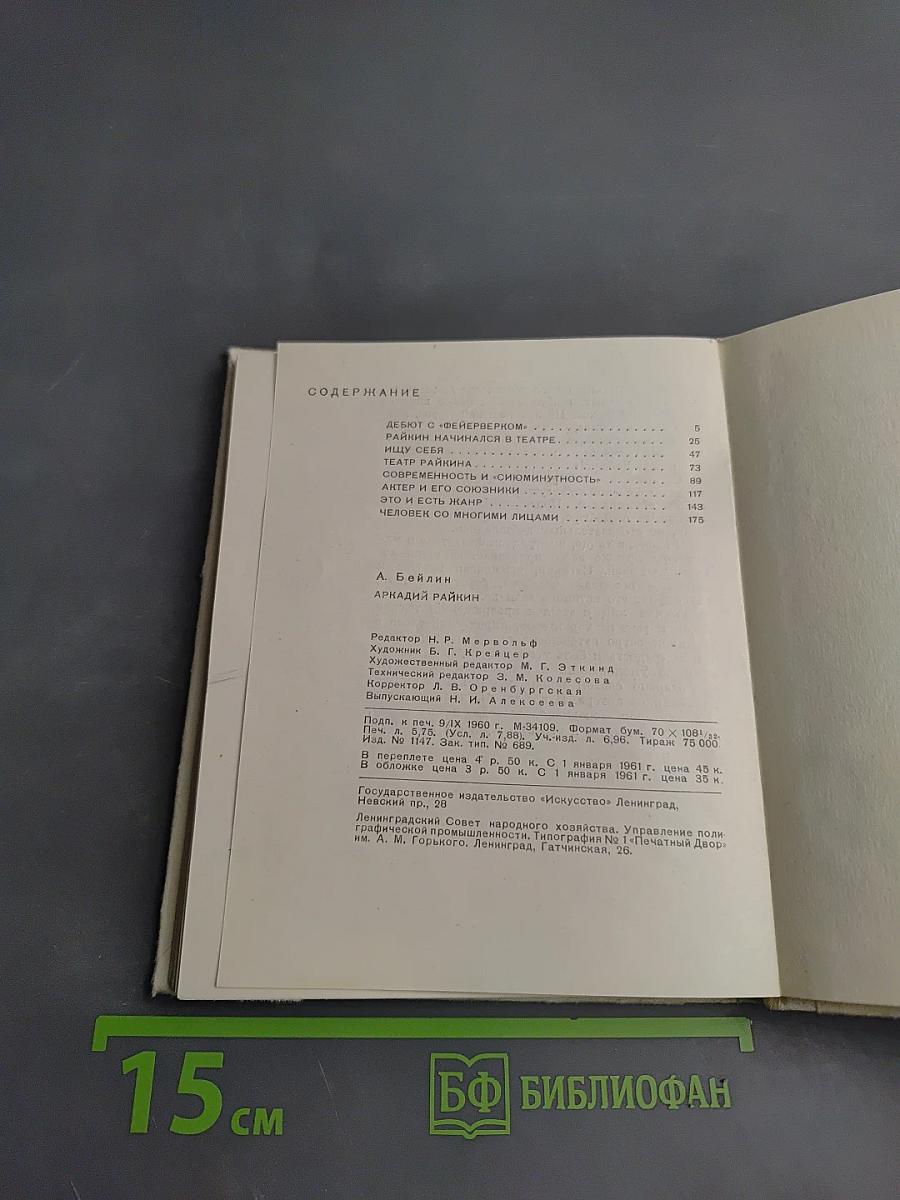 СОДЕРЖАНИЕ
ДЕБЮТ С «ФЕЙЕРВЕРКОМ» . . . . . . . . . . . . . . . . 5
РАЙКИН НАЧИНАЛСЯ В ТЕАТРЕ. . . . . . . . . . . . . 25
ИЩУ СЕБЯ . . . . . . . . . . . . . . . . . . . . . . . . . . 47
ТЕАТР РАЙКИНА . . . . . . . . . . . . . . . . . . . . . . . 73
СОВРЕМЕННОСТЬ И «СИЮМИНУТНОСТЬ» . . . . . . . 89
АКТЕР И ЕГО СОЮЗНИКИ . . . . . . . . . . . . . . . . . 117
ЭТО И ЕСТЬ ЖАНР . . . . . . . . . . . . . . . . . . . . . 143
ЧЕЛОВЕК СО МНОГИМИ ЛИЦАМИ . . . . . . . . . . . . 175
А. Бейлин
АРКАДИЙ РАЙКИН
Редактор Н. Р. Мервольф
Художник Б. Г. Крейцер
Художественный редактор М. Г. Эткинд
Технический редактор З. М. Колесова
Корректор Л. В. Оренбургская
Выпускающий Н. И. Алексеева
Подп. к печ. 9/IX 1960 г. М-34109. Формат бум. 70 × 108¹/₃₂.
Печ. л. 5,75. (Усл. л. 7,88). Уч.-изд. л. 6,96. Тираж 75 000
Изд. № 1147. Зак. тип. № 689.
В переплете цена 4 р. 50 к. С 1 января 1961 г. цена 45 к.
В обложке цена 3 р. 50 к. С 1 января 1961 г. цена 35 к.
Государственное издательство «Искусство» Ленинград,
Невский пр., 28
Ленинградский Совет народного хозяйства. Управление поли-
графической промышленности. Типография № 1 «Печатный Двор»
им. А. М. Горького. Ленинград, Гатчинская, 26.
15 см
БФ БИБЛИОФАН